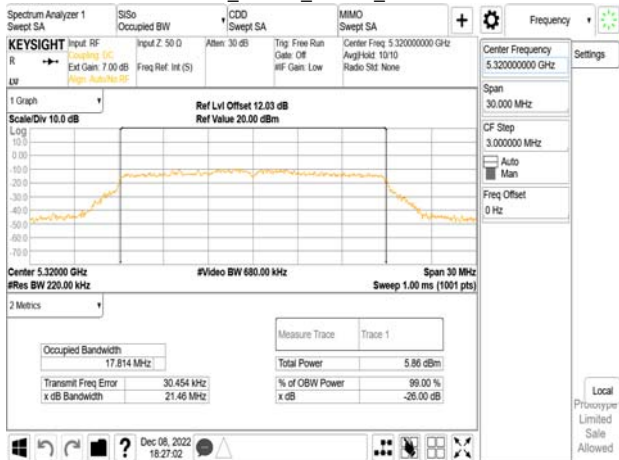 Spectrum Analyzer 1
Swept SA
SiSo
Occupied BW
CDD
Swept SA
MIMO
Swept SA
+
Frequency
KEYSIGHT
R
LVI
Input: RF
Coupling: DC
Ext Gain: 7.00 dB
Align: Auto/No RF
Input Z: 50 Ω
Freq Ref: Int (S)
Atten: 30 dB
Trig: Free Run
Gate: Off
#IF Gain: Low
Center Freq: 5.320000000 GHz
Avg|Hold: 10/10
Radio Std: None
Center Frequency
5.320000000 GHz
Settings
Span
30.000 MHz
CF Step
3.000000 MHz
Auto
Man
Freq Offset
0 Hz
1 Graph
Scale/Div 10.0 dB
Ref Lvl Offset 12.03 dB
Ref Value 20.00 dBm
Log
10.0
0.00
-10.0
-20.0
-30.0
-40.0
-50.0
-60.0
-70.0
Center 5.32000 GHz
#Res BW 220.00 kHz
#Video BW 680.00 kHz
Span 30 MHz
Sweep 1.00 ms (1001 pts)
2 Metrics
Occupied Bandwidth
17.814 MHz
Transmit Freq Error 30.454 kHz
x dB Bandwidth 21.46 MHz
Measure Trace Trace 1
Total Power 5.86 dBm
% of OBW Power 99.00 %
x dB -26.00 dB
Local
Prototype
Limited
Sale
Allowed
?
Dec 08, 2022
18:27:02